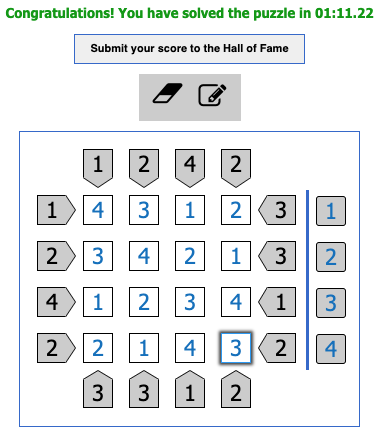 Congratulations! You have solved the puzzle in 01:11.22
Submit your score to the Hall of Fame
1 2 4 2
1 4 3 1 2 3 1
2 3 4 2 1 3 2
4 1 2 3 4 1 3
2 2 1 4 3 2 4
3 3 1 2